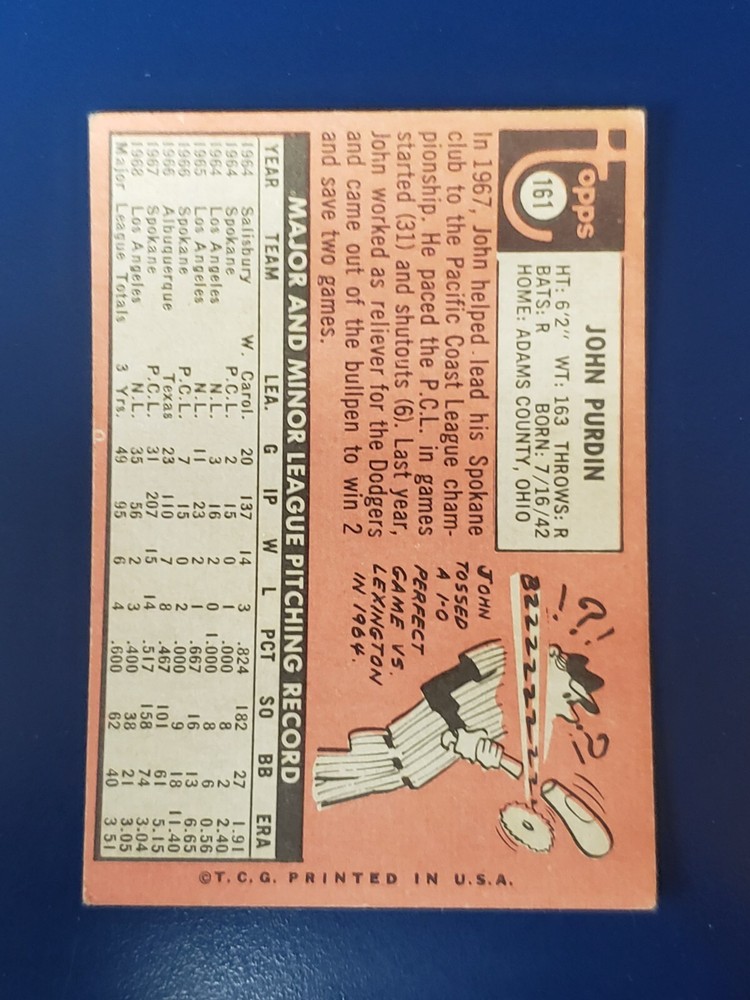 Topps
161
JOHN PURDIN
HT: 6'2" WT: 163 THROWS: R
BATS: R BORN: 7/16/42
HOME: ADAMS COUNTY, OHIO
In 1967, John helped lead his Spokane
club to the Pacific Coast League cham-
pionship. He paced the P.C.L. in games
started (31) and shutouts (6). Last year,
John worked as reliever for the Dodgers
and came out of the bullpen to win 2
and save two games.
?!
?
BZZZZZZZZ
JOHN
TOSSED
A 1-0
PERFECT
GAME VS.
LEXINGTON
IN 1964.
MAJOR AND MINOR LEAGUE PITCHING RECORD
YEAR TEAM LEA. G IP W L PCT SO BB ERA
1964 Salisbury W. Carol. 20 137 14 3 .824 182 27 1.91
1964 Spokane P.C.L. 2 15 0 1 .000 8 2 2.40
1964 Los Angeles N.L. 3 16 2 0 1.000 8 6 0.56
1965 Los Angeles N.L. 11 23 2 1 .667 16 13 6.65
1966 Spokane P.C.L. 7 15 0 2 .000 9 18 11.40
1966 Albuquerque Texas 23 110 7 8 .467 101 61 5.15
1967 Spokane P.C.L. 31 207 15 14 .517 158 74 3.04
1968 Los Angeles N.L. 35 56 2 3 .400 38 21 3.05
Major League Totals 3 Yrs. 49 95 6 4 .600 62 40 3.51
©T.C.G. PRINTED IN U.S.A.